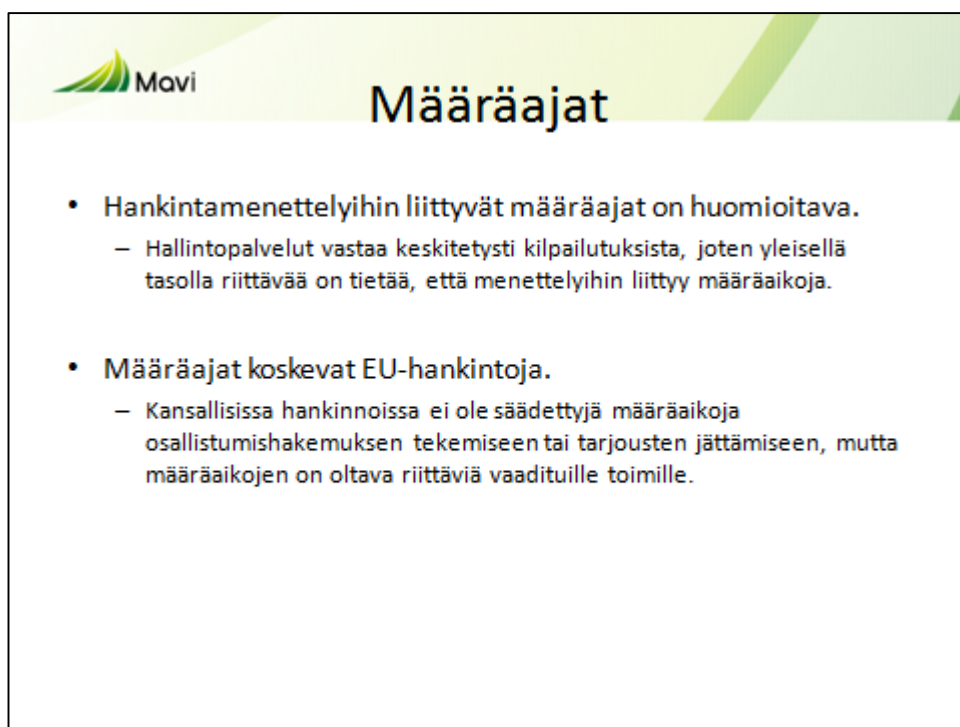 Mavi
Määräajat
• Hankintamenettelyihin liittyvät määräajat on huomioitava.
– Hallintopalvelut vastaa keskitetysti kilpailutuksista, joten yleisellä
tasolla riittävää on tietää, että menettelyihin liittyy määräaikoja.
• Määräajat koskevat EU-hankintoja.
– Kansallisissa hankinnoissa ei ole säädettyjä määräaikoja
osallistumishakemuksen tekemiseen tai tarjousten jättämiseen, mutta
määräaikojen on oltava riittäviä vaadituille toimille.